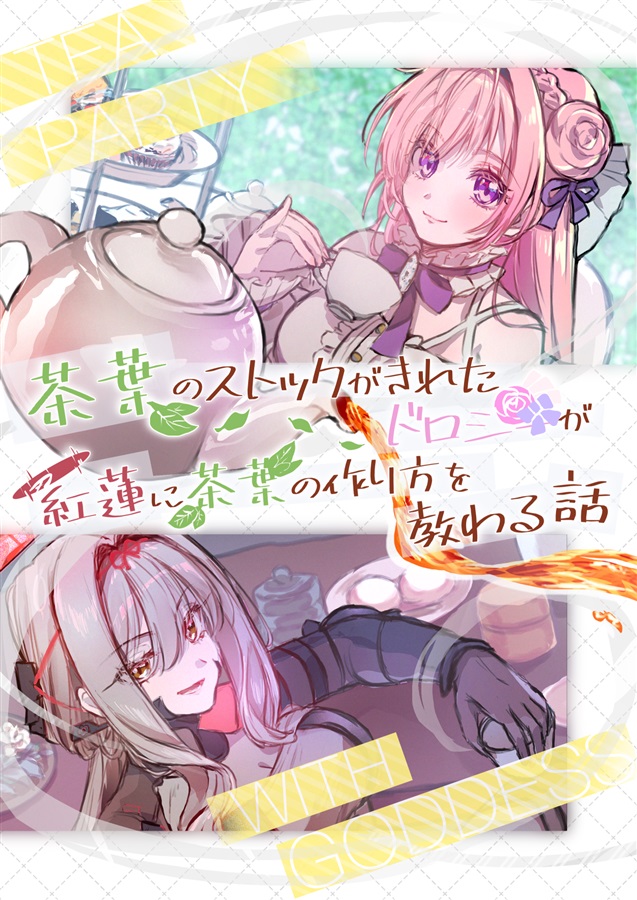 TEA
PARTY
茶葉のストックがきれた
ドロシーが
紅蓮に茶葉の作り方を
教わる話
WITH
GODDESS